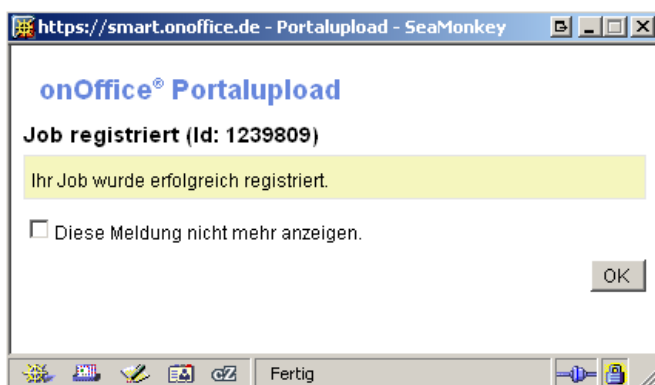 https://smart.onoffice.de - Portalupload - SeaMonkey
onOffice® Portalupload
Job registriert (Id: 1239809)
Ihr Job wurde erfolgreich registriert.
Diese Meldung nicht mehr anzeigen.
OK
cZ
Fertig